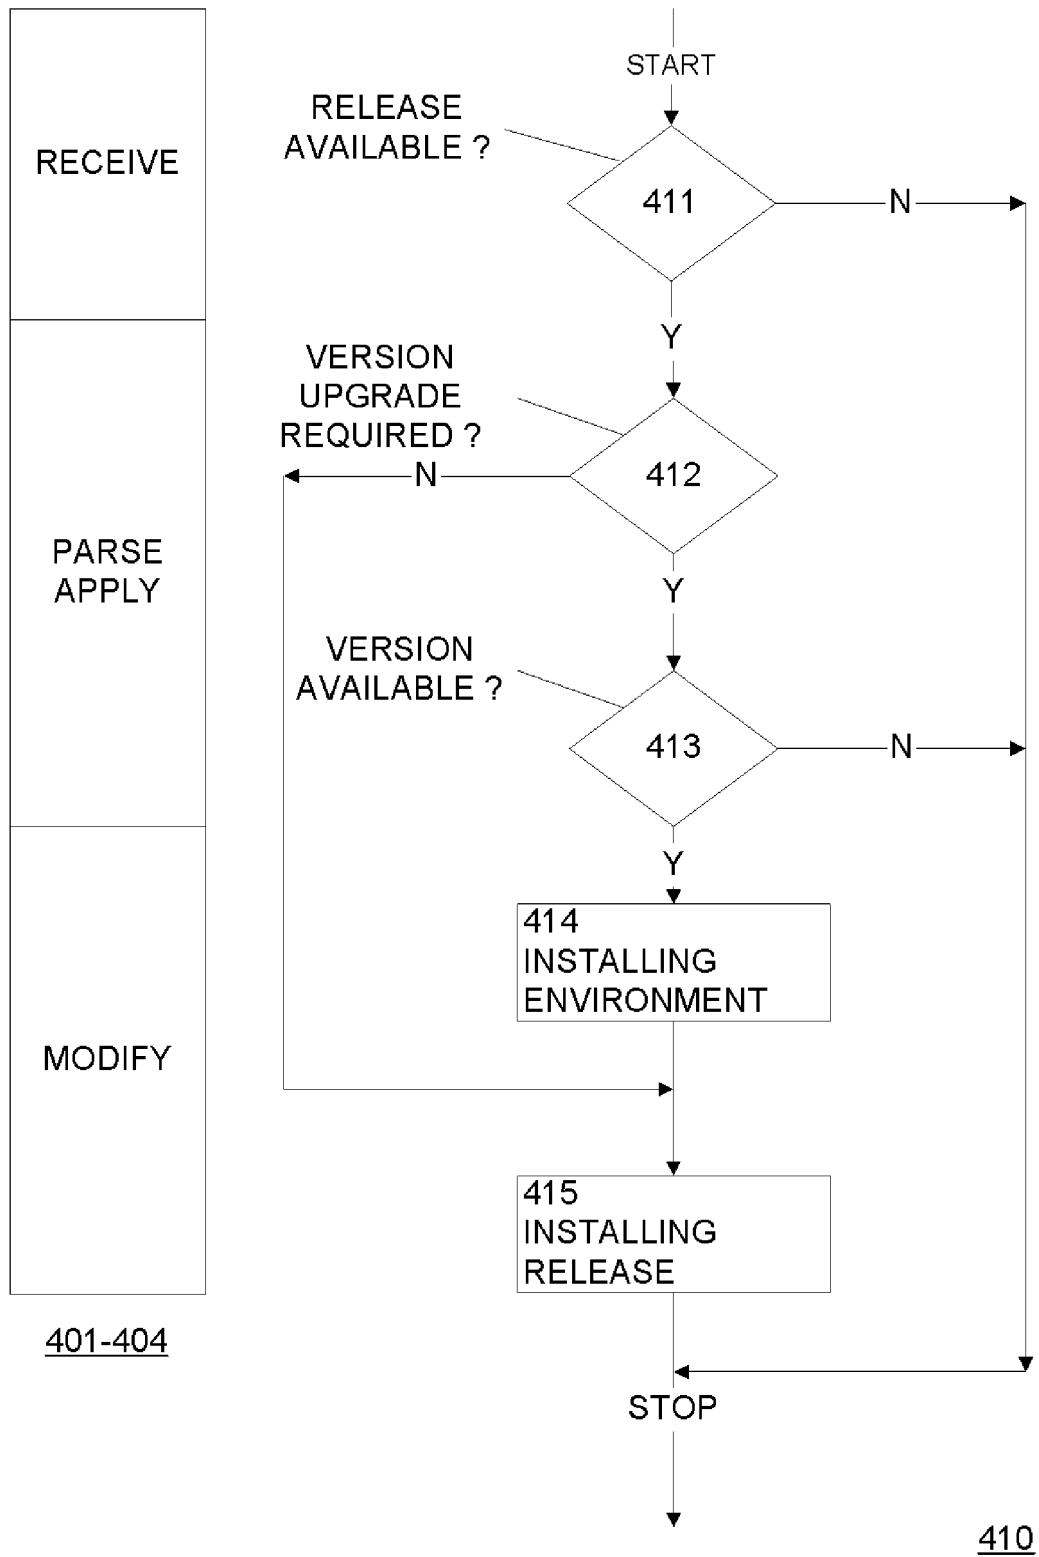 START
RELEASE
AVAILABLE ?
RECEIVE
411
N
Y
VERSION
UPGRADE
REQUIRED ?
412
N
PARSE
APPLY
Y
VERSION
AVAILABLE ?
413
N
Y
414
INSTALLING
ENVIRONMENT
MODIFY
415
INSTALLING
RELEASE
401-404
STOP
410